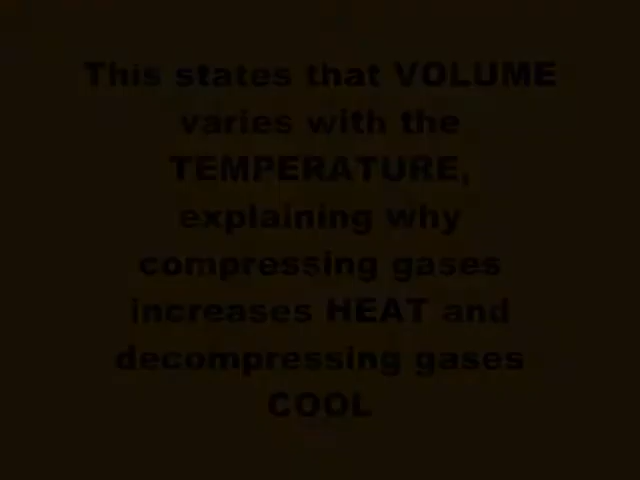 This states that VOLUME
varies with the
TEMPERATURE,
explaining why
compressing gases
increases HEAT and
decompressing gases
COOL